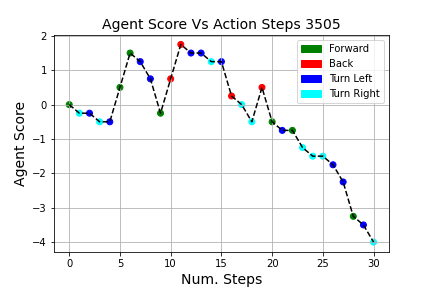 Agent Score Vs Action Steps 3505
Agent Score
2
1
0
−1
−2
−3
−4
Forward
Back
Turn Left
Turn Right
0 5 10 15 20 25 30
Num. Steps